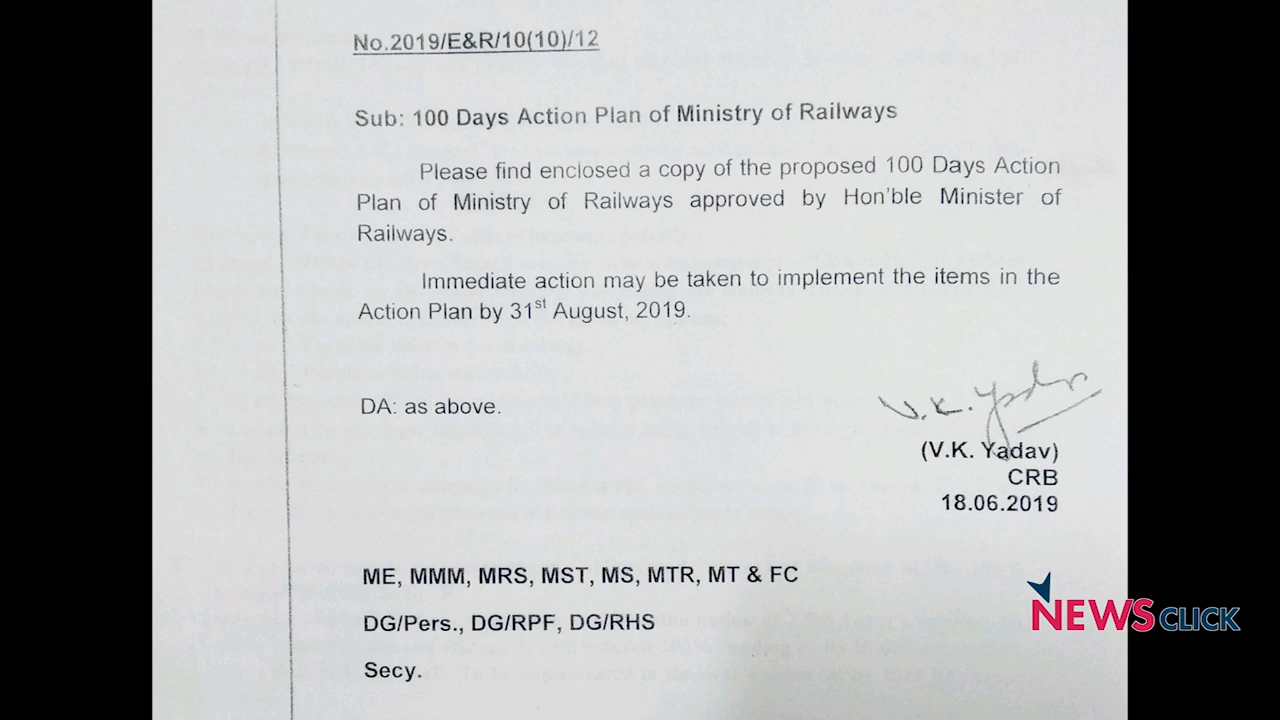 No.2019/E&R/10(10)/12
Sub: 100 Days Action Plan of Ministry of Railways
Please find enclosed a copy of the proposed 100 Days Action
Plan of Ministry of Railways approved by Hon'ble Minister of
Railways.
Immediate action may be taken to implement the items in the
Action Plan by 31st August, 2019.
DA: as above.
V.K. Yadav
(V.K. Yadav)
CRB
18.06.2019
ME, MMM, MRS, MST, MS, MTR, MT & FC
DG/Pers., DG/RPF, DG/RHS
Secy.
NEWSCLICK